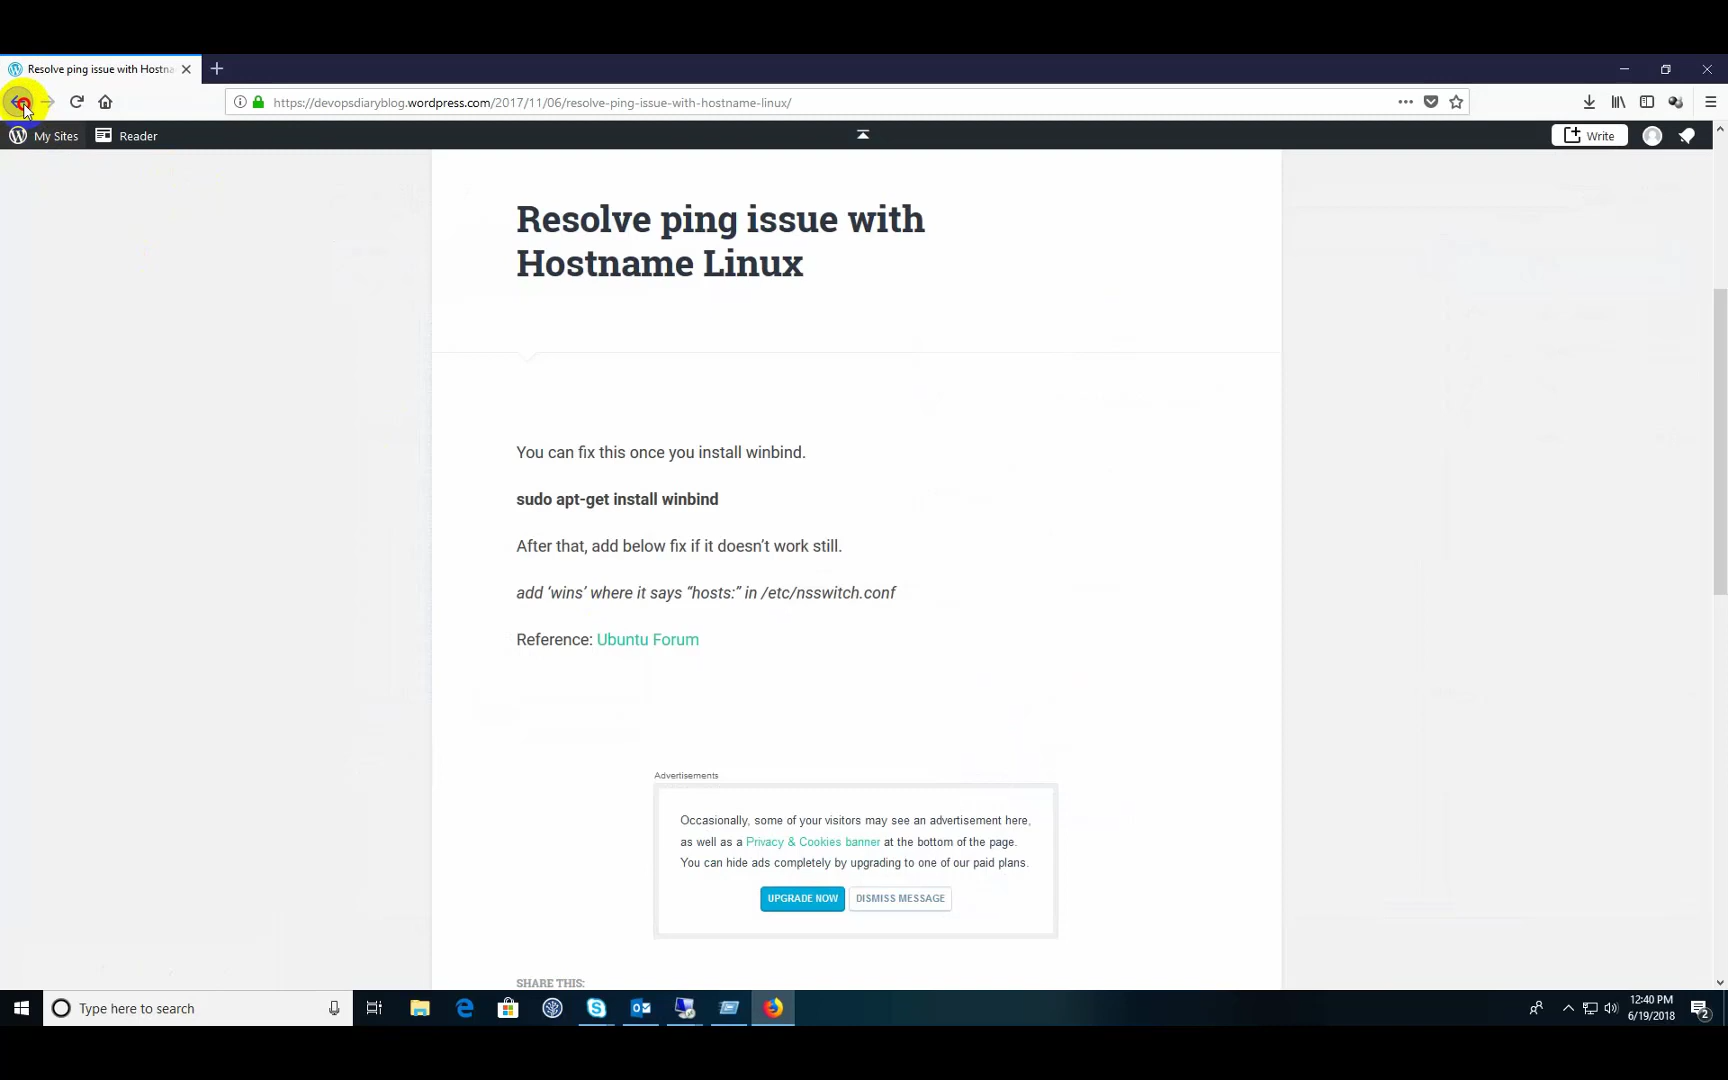 Resolve ping issue with Hostna
https://devopsdiaryblog.wordpress.com/2017/11/06/resolve-ping-issue-with-hostname-linux/
My Sites
Reader
Write
Resolve ping issue with
Hostname Linux
You can fix this once you install winbind.
sudo apt-get install winbind
After that, add below fix if it doesn’t work still.
add ‘wins’ where it says “hosts:” in /etc/nsswitch.conf
Reference: Ubuntu Forum
Advertisements
Occasionally, some of your visitors may see an advertisement here,
as well as a Privacy & Cookies banner at the bottom of the page.
You can hide ads completely by upgrading to one of our paid plans.
UPGRADE NOW
DISMISS MESSAGE
SHARE THIS:
Type here to search
12:40 PM
6/19/2018
2